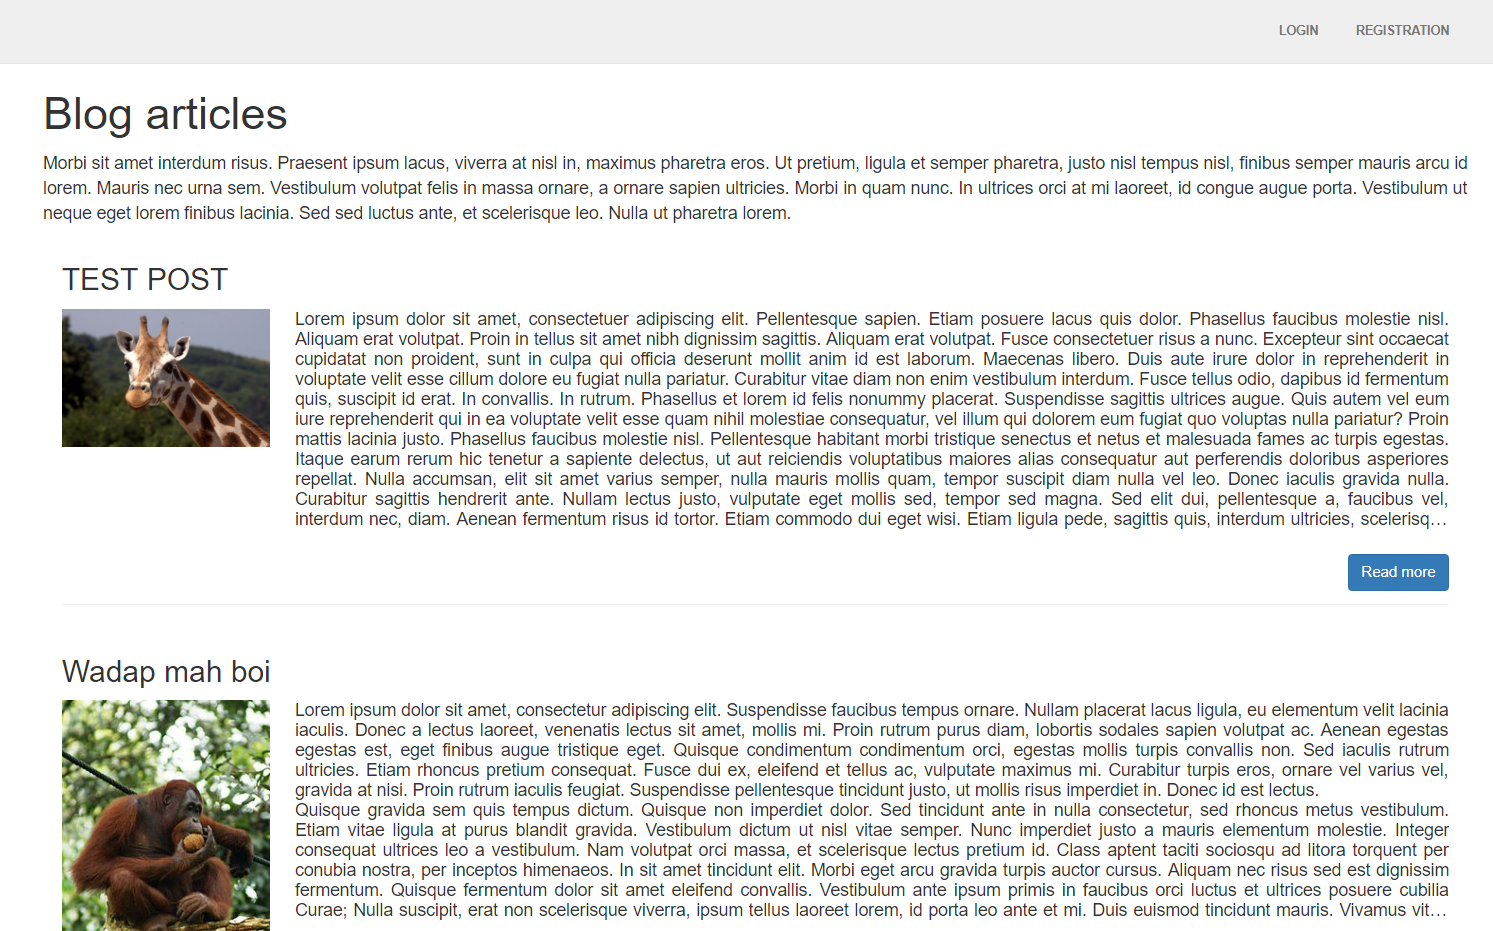 LOGIN REGISTRATION
Blog articles
Morbi sit amet interdum risus. Praesent ipsum lacus, viverra at nisl in, maximus pharetra eros. Ut pretium, ligula et semper pharetra, justo nisl tempus nisl, finibus semper mauris arcu id
lorem. Mauris nec urna sem. Vestibulum volutpat felis in massa ornare, a ornare sapien ultricies. Morbi in quam nunc. In ultrices orci at mi laoreet, id congue augue porta. Vestibulum ut
neque eget lorem finibus lacinia. Sed sed luctus ante, et scelerisque leo. Nulla ut pharetra lorem.
TEST POST
Lorem ipsum dolor sit amet, consectetuer adipiscing elit. Pellentesque sapien. Etiam posuere lacus quis dolor. Phasellus faucibus molestie nisl.
Aliquam erat volutpat. Proin in tellus sit amet nibh dignissim sagittis. Aliquam erat volutpat. Fusce consectetuer risus a nunc. Excepteur sint occaecat
cupidatat non proident, sunt in culpa qui officia deserunt mollit anim id est laborum. Maecenas libero. Duis aute irure dolor in reprehenderit in
voluptate velit esse cillum dolore eu fugiat nulla pariatur. Curabitur vitae diam non enim vestibulum interdum. Fusce tellus odio, dapibus id fermentum
quis, suscipit id erat. In convallis. In rutrum. Phasellus et lorem id felis nonummy placerat. Suspendisse sagittis ultrices augue. Quis autem vel eum
iure reprehenderit qui in ea voluptate velit esse quam nihil molestiae consequatur, vel illum qui dolorem eum fugiat quo voluptas nulla pariatur? Proin
mattis lacinia justo. Phasellus faucibus molestie nisl. Pellentesque habitant morbi tristique senectus et netus et malesuada fames ac turpis egestas.
Itaque earum rerum hic tenetur a sapiente delectus, ut aut reiciendis voluptatibus maiores alias consequatur aut perferendis doloribus asperiores
repellat. Nulla accumsan, elit sit amet varius semper, nulla mauris mollis quam, tempor suscipit diam nulla vel leo. Donec iaculis gravida nulla.
Curabitur sagittis hendrerit ante. Nullam lectus justo, vulputate eget mollis sed, tempor sed magna. Sed elit dui, pellentesque a, faucibus vel,
interdum nec, diam. Aenean fermentum risus id tortor. Etiam commodo dui eget wisi. Etiam ligula pede, sagittis quis, interdum ultricies, scelerisq…
Read more
Wadap mah boi
Lorem ipsum dolor sit amet, consectetur adipiscing elit. Suspendisse faucibus tempus ornare. Nullam placerat lacus ligula, eu elementum velit lacinia
iaculis. Donec a lectus laoreet, venenatis lectus sit amet, mollis mi. Proin rutrum purus diam, lobortis sodales sapien volutpat ac. Aenean egestas
egestas est, eget finibus augue tristique eget. Quisque condimentum condimentum orci, egestas mollis turpis convallis non. Sed iaculis rutrum
ultricies. Etiam rhoncus pretium consequat. Fusce dui ex, eleifend et tellus ac, vulputate maximus mi. Curabitur turpis eros, ornare vel varius vel,
gravida at nisi. Proin rutrum iaculis feugiat. Suspendisse pellentesque tincidunt justo, ut mollis risus imperdiet in. Donec id est lectus.
Quisque gravida sem quis tempus dictum. Quisque non imperdiet dolor. Sed tincidunt ante in nulla consectetur, sed rhoncus metus vestibulum.
Etiam vitae ligula at purus blandit gravida. Vestibulum dictum ut nisl vitae semper. Nunc imperdiet justo a mauris elementum molestie. Integer
consequat ultrices leo a vestibulum. Nam volutpat orci massa, et scelerisque lectus pretium id. Class aptent taciti sociosqu ad litora torquent per
conubia nostra, per inceptos himenaeos. In sit amet tincidunt elit. Morbi eget arcu gravida turpis auctor cursus. Aliquam nec risus sed est dignissim
fermentum. Quisque fermentum dolor sit amet eleifend convallis. Vestibulum ante ipsum primis in faucibus orci luctus et ultrices posuere cubilia
Curae; Nulla suscipit, erat non scelerisque viverra, ipsum tellus laoreet lorem, id porta leo ante et mi. Duis euismod tincidunt mauris. Vivamus vit…